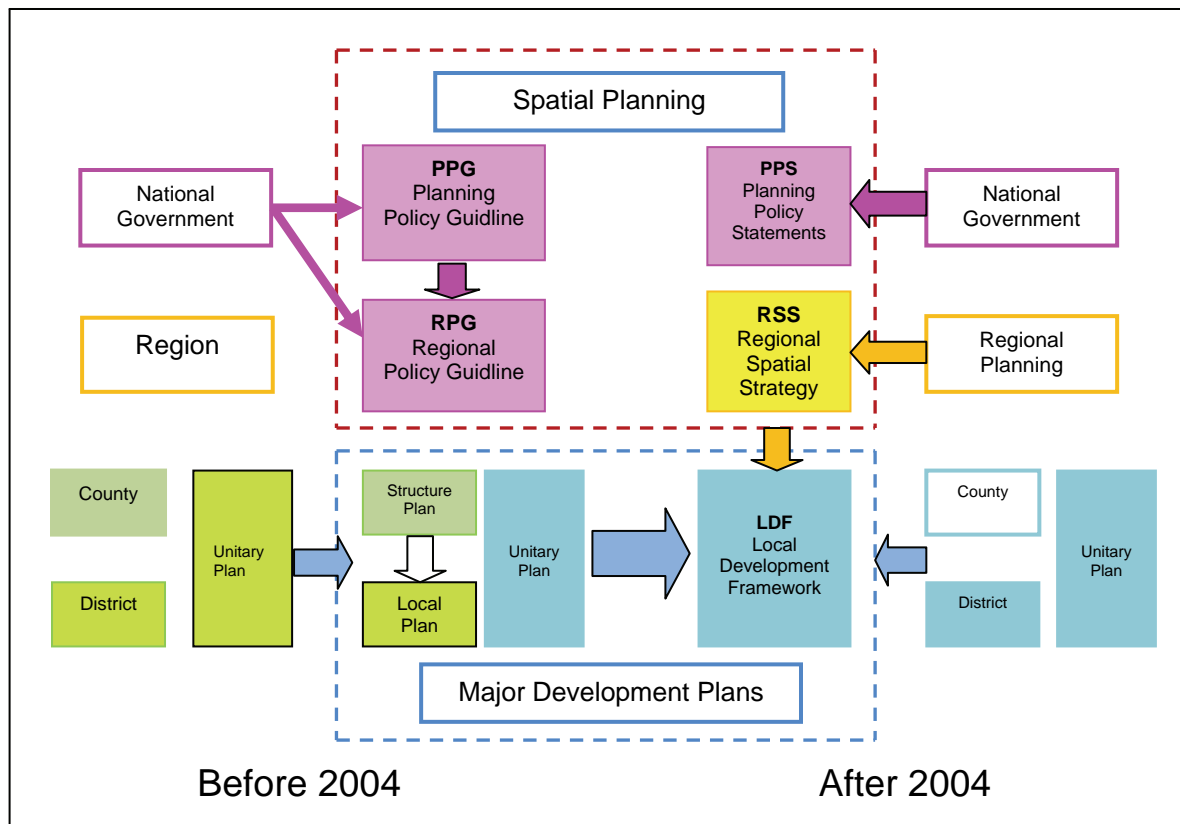 Spatial Planning
National
Government
PPG
Planning
Policy Guidline
PPS
Planning
Policy
Statements
National
Government
Region
RPG
Regional
Policy Guidline
RSS
Regional
Spatial
Strategy
Regional
Planning
County
District
Unitary
Plan
Structure
Plan
Local
Plan
Unitary
Plan
LDF
Local
Development
Framework
County
District
Unitary
Plan
Major Development Plans
Before 2004
After 2004